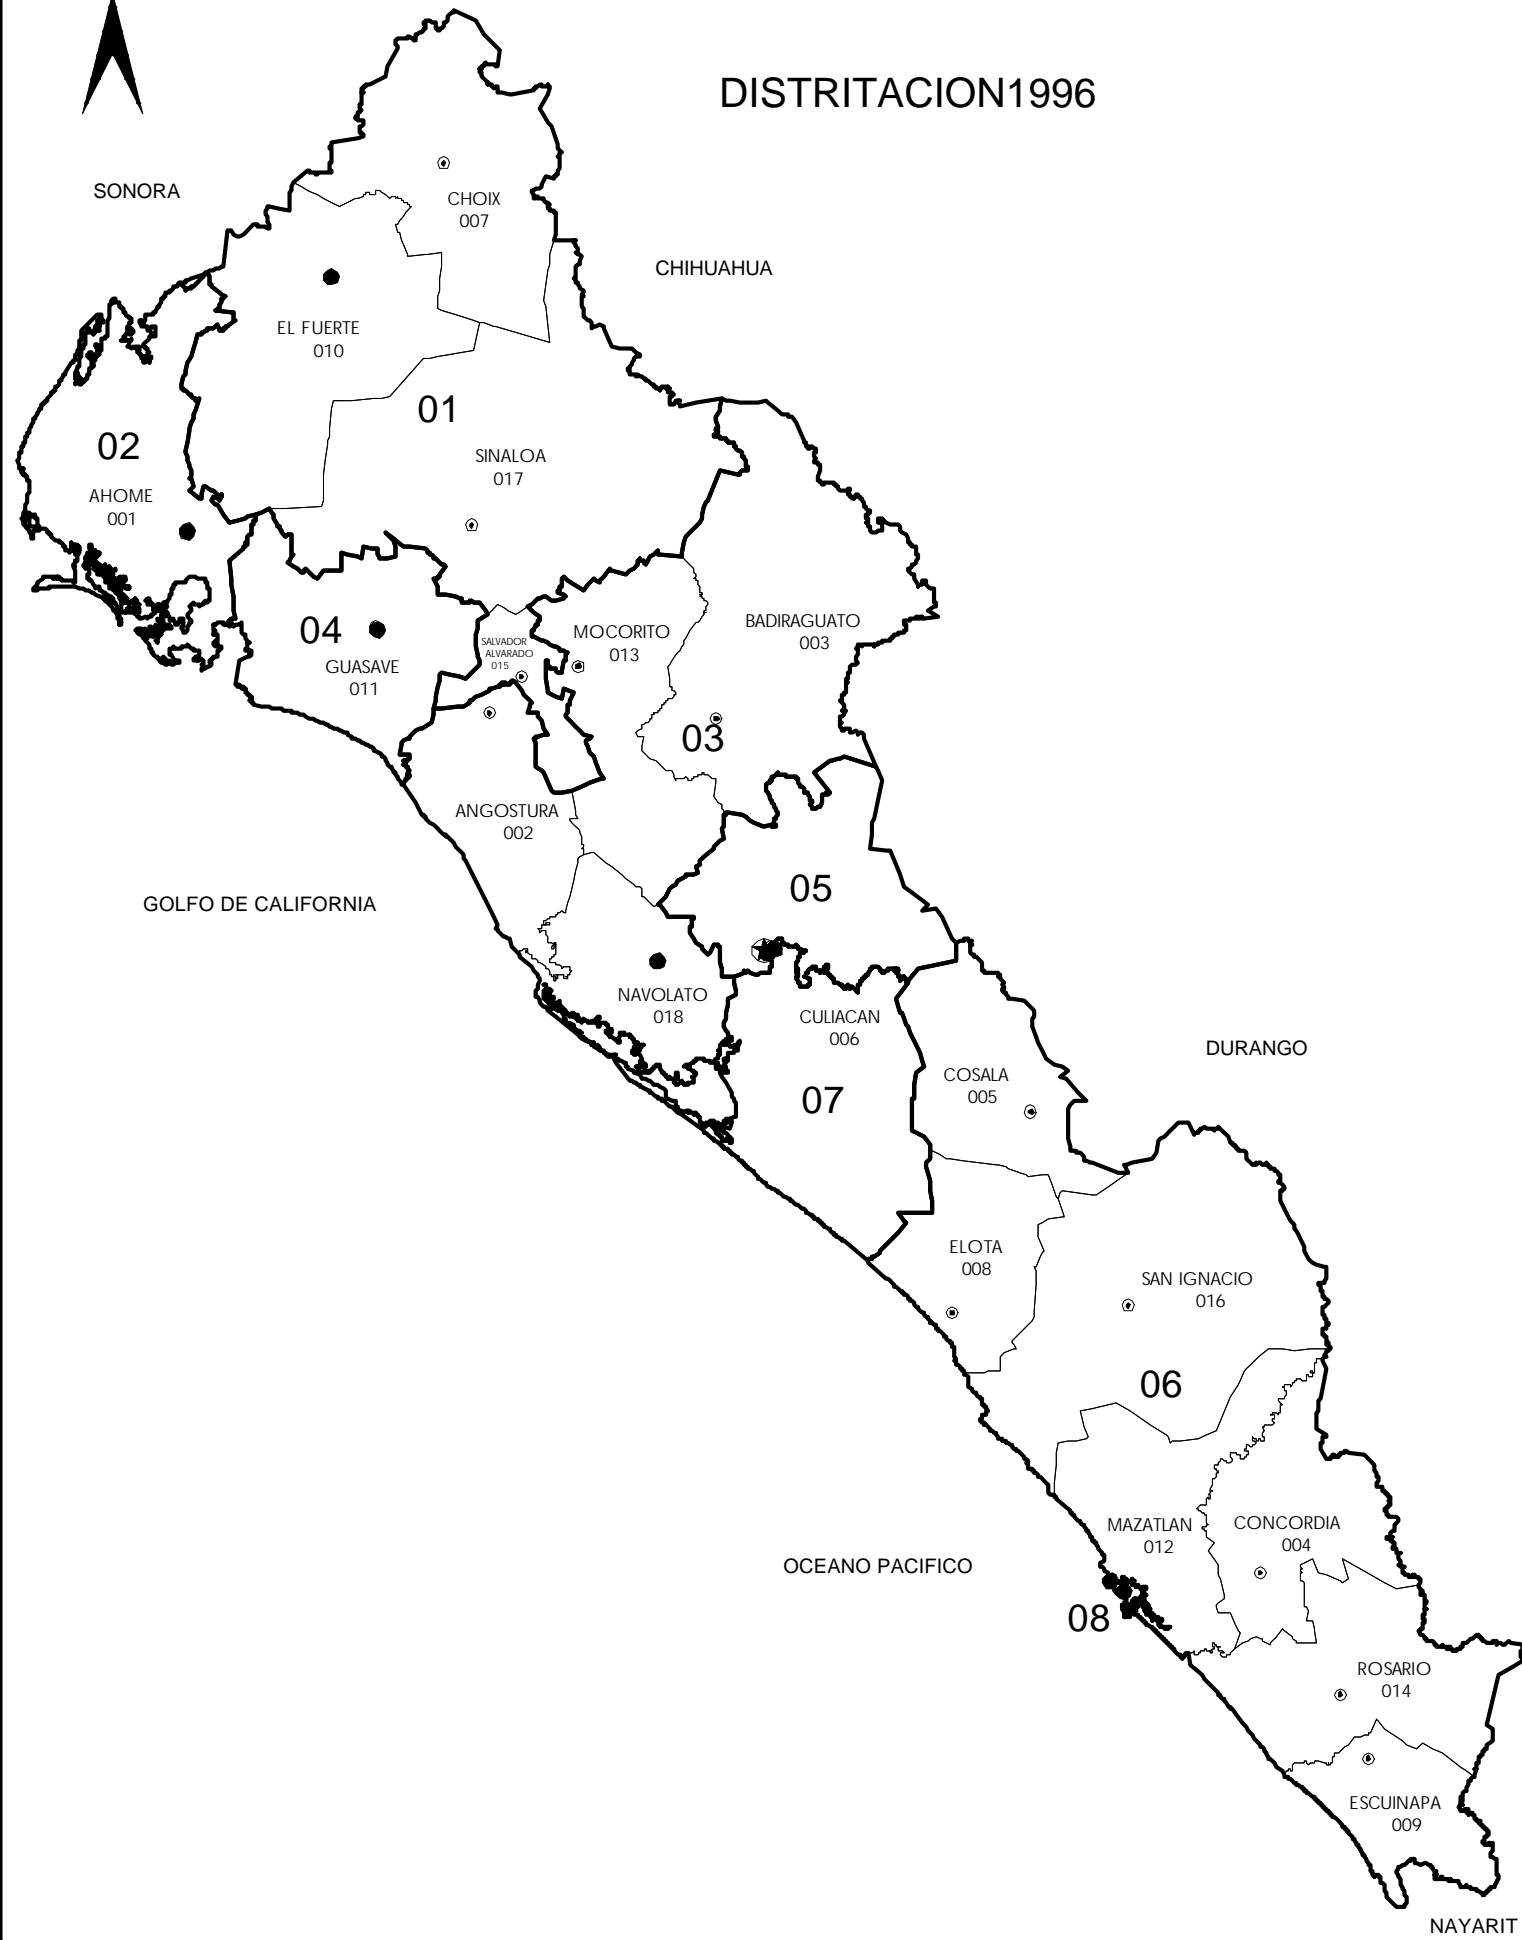 DISTRITACION1996
SONORA
CHOIX
007
CHIHUAHUA
EL FUERTE
010
01
02
SINALOA
017
AHOME
001
04
GUASAVE
011
SALVADOR
ALVARADO
015
MOCORITO
013
BADIRAGUATO
003
03
ANGOSTURA
002
05
GOLFO DE CALIFORNIA
NAVOLATO
018
CULIACAN
006
DURANGO
COSALA
005
07
ELOTA
008
SAN IGNACIO
016
06
MAZATLAN
012
CONCORDIA
004
OCEANO PACIFICO
08
ROSARIO
014
ESCUINAPA
009
NAYARIT